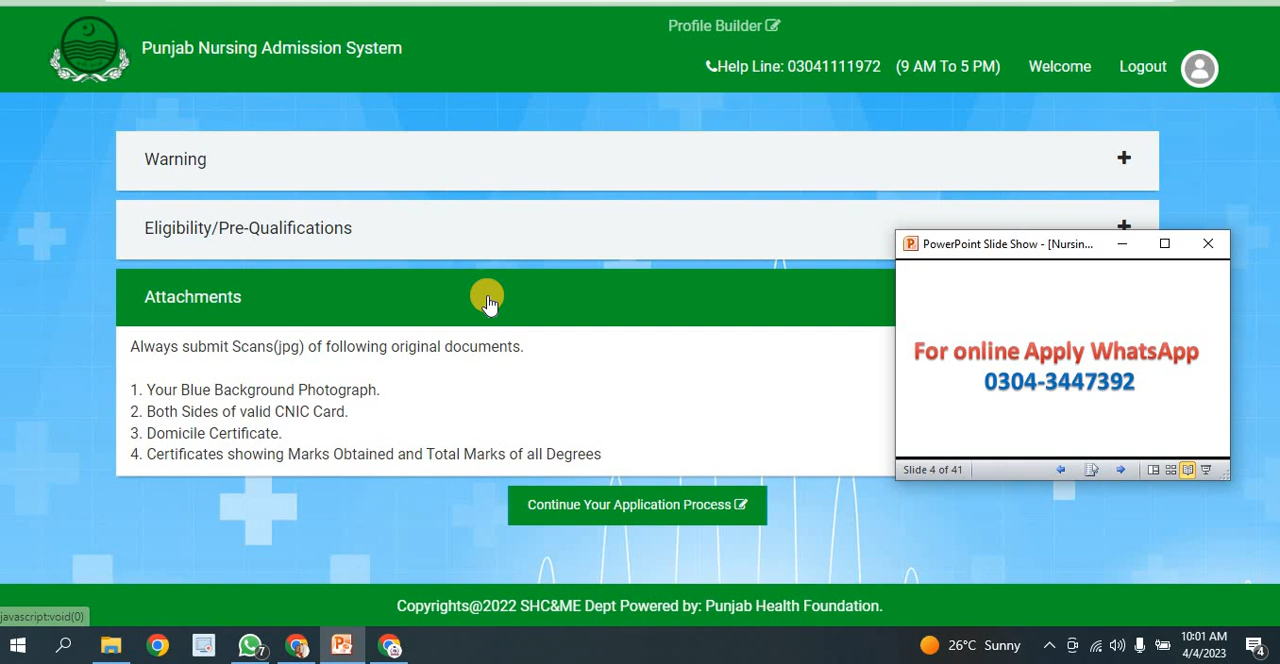 Profile Builder
Punjab Nursing Admission System
Help Line: 03041111972 (9 AM To 5 PM) Welcome Logout
Warning
Eligibility/Pre-Qualifications
PowerPoint Slide Show - [Nursin...
Attachments
For online Apply WhatsApp
0304-3447392
Always submit Scans(jpg) of following original documents.
1. Your Blue Background Photograph.
2. Both Sides of valid CNIC Card.
3. Domicile Certificate.
4. Certificates showing Marks Obtained and Total Marks of all Degrees
Slide 4 of 41
Continue Your Application Process
Copyrights@2022 SHC&ME Dept Powered by: Punjab Health Foundation.
javascript:void(0)
7
26°C Sunny
10:01 AM
4/4/2023
4